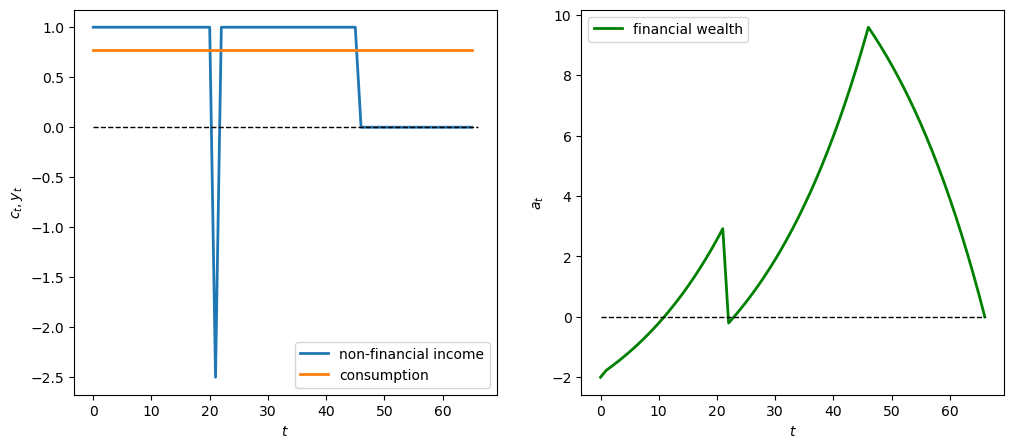 1.0
0.5
0.0
−0.5
−1.0
−1.5
−2.0
−2.5
c_t, y_t
0 10 20 30 40 50 60
t
non-financial income
consumption
financial wealth
10
8
6
4
2
0
−2
a_t
0 10 20 30 40 50 60
t